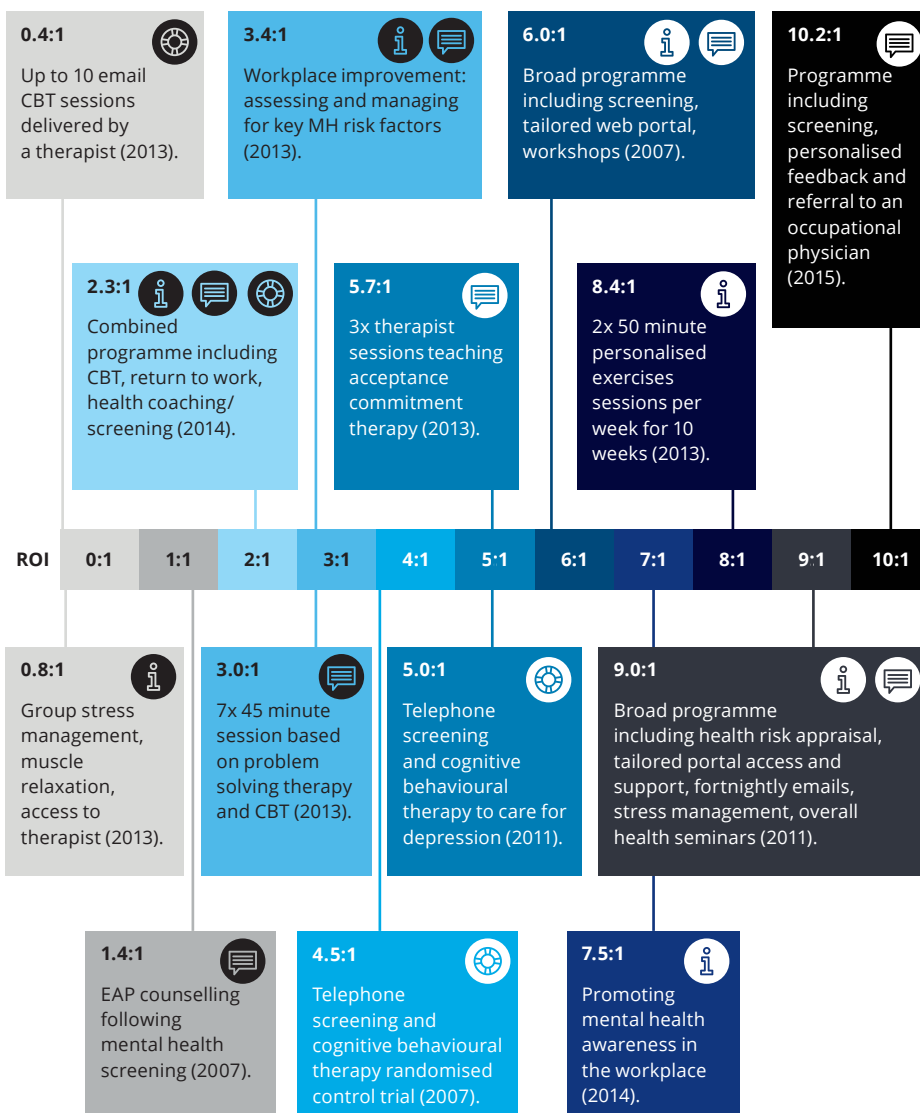 0.4:1
Up to 10 email
CBT sessions
delivered by
a therapist (2013).
3.4:1
Workplace improvement:
assessing and managing
for key MH risk factors
(2013).
6.0:1
Broad programme
including screening,
tailored web portal,
workshops (2007).
10.2:1
Programme
including
screening,
personalised
feedback and
referral to an
occupational
physician
(2015).
2.3:1
Combined
programme including
CBT, return to work,
health coaching/
screening (2014).
5.7:1
3x therapist
sessions teaching
acceptance
commitment
therapy (2013).
8.4:1
2x 50 minute
personalised
exercises
sessions per
week for 10
weeks (2013).
ROI 0:1 1:1 2:1 3:1 4:1 5:1 6:1 7:1 8:1 9:1 10:1
0.8:1
Group stress
management,
muscle
relaxation,
access to
therapist (2013).
3.0:1
7x 45 minute
session based
on problem
solving therapy
and CBT (2013).
5.0:1
Telephone
screening
and cognitive
behavioural
therapy to care for
depression (2011).
9.0:1
Broad programme
including health risk appraisal,
tailored portal access and
support, fortnightly emails,
stress management, overall
health seminars (2011).
1.4:1
EAP counselling
following
mental health
screening (2007).
4.5:1
Telephone
screening and
cognitive behavioural
therapy randomised
control trial (2007).
7.5:1
Promoting
mental health
awareness in
the workplace
(2014).